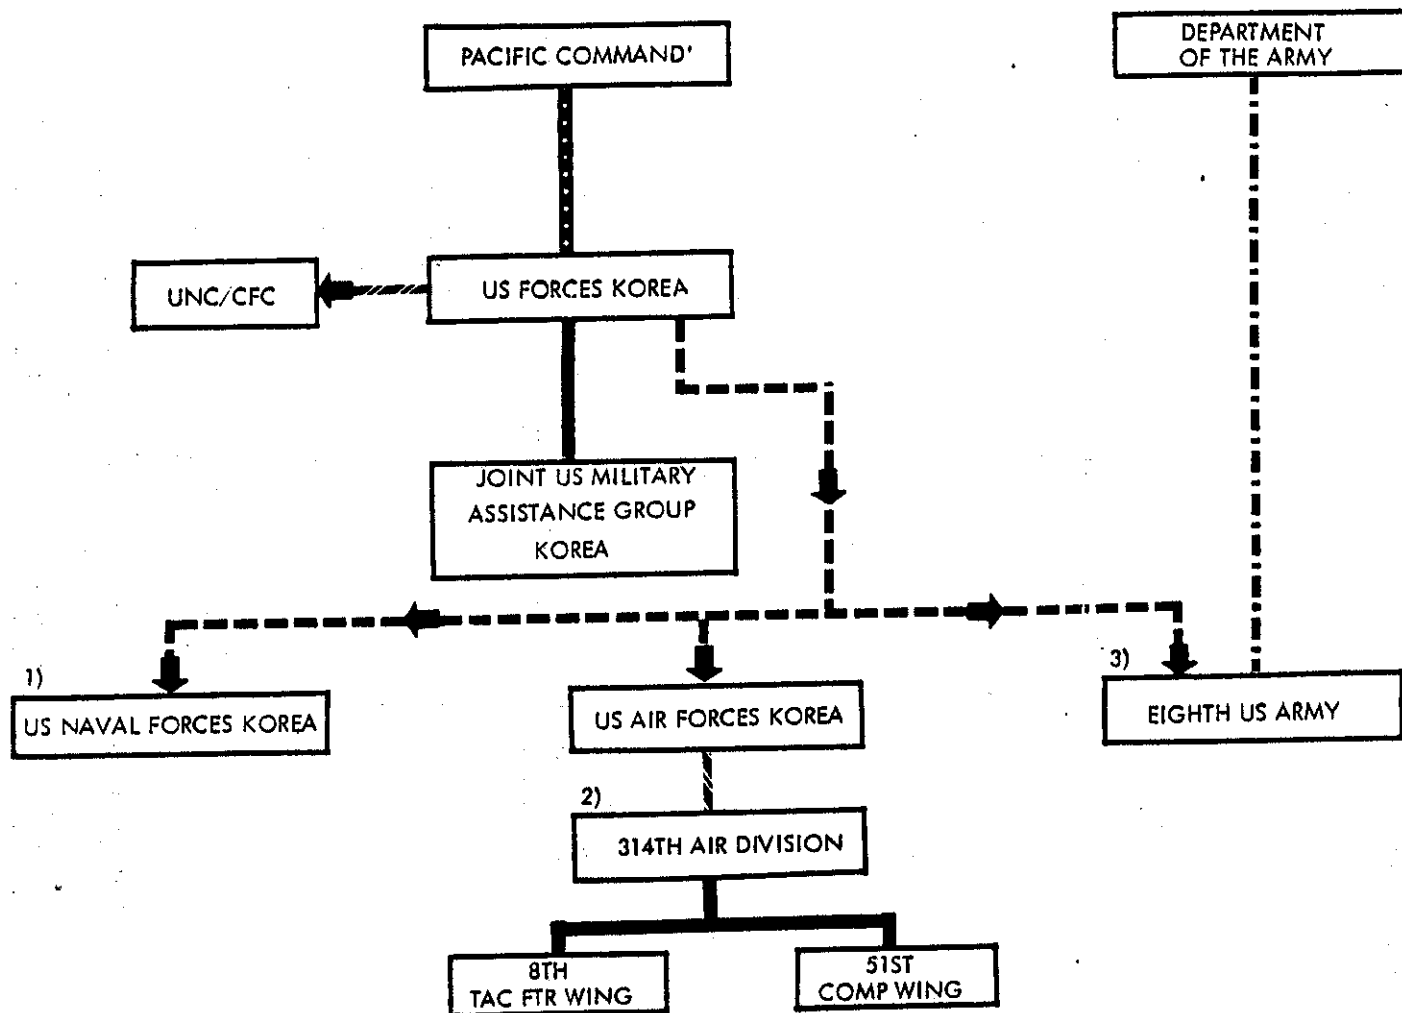 PACIFIC COMMAND'
DEPARTMENT
OF THE ARMY
UNC/CFC
US FORCES KOREA
JOINT US MILITARY
ASSISTANCE GROUP
KOREA
1)
US NAVAL FORCES KOREA
US AIR FORCES KOREA
3)
EIGHTH US ARMY
2)
314TH AIR DIVISION
8TH
TAC FTR WING
51ST
COMP WING